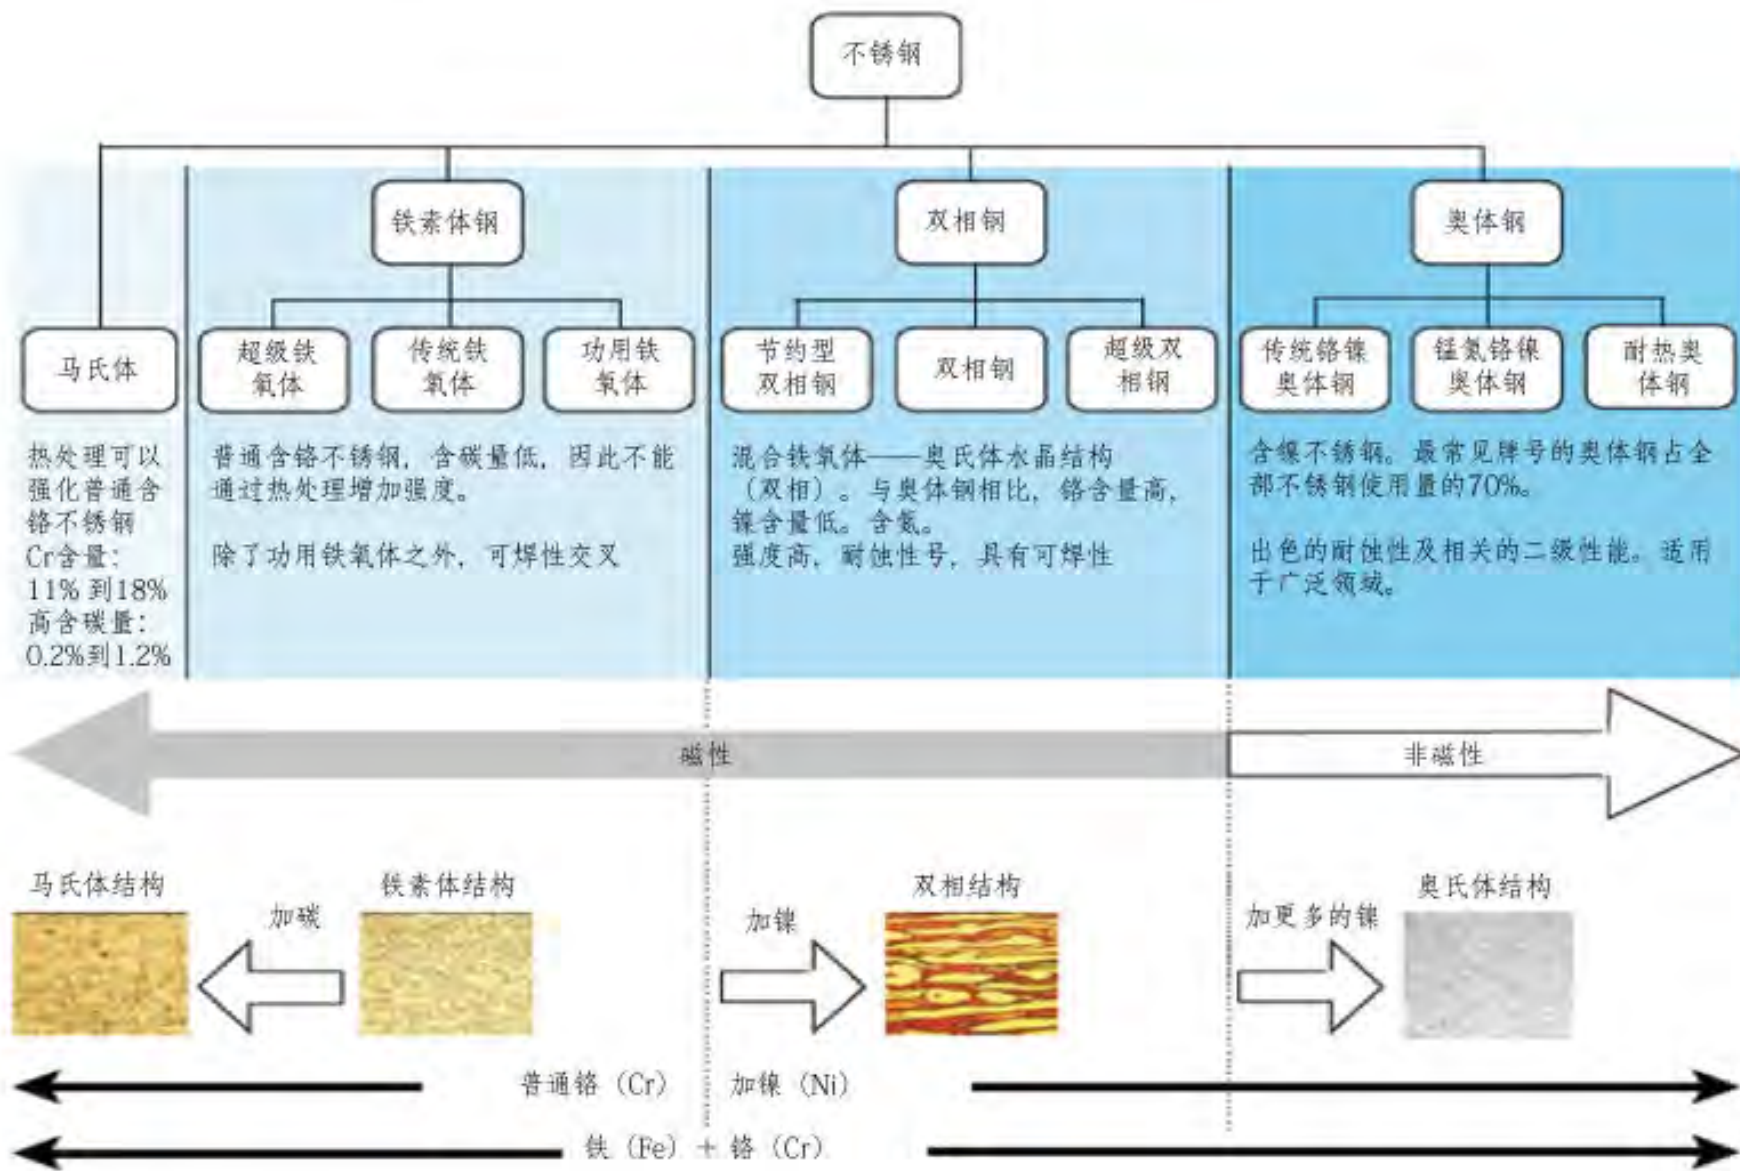 不锈钢
铁素体钢
双相钢
奥体钢
马氏体
超级铁
氧体
传统铁
氧体
功用铁
氧体
节约型
双相钢
双相钢
超级双
相钢
传统铬镍
奥体钢
锰氮铬镍
奥体钢
耐热奥
体钢
热处理可以
强化普通含
铬不锈钢
Cr含量：
11% 到18%
高含碳量：
0.2%到1.2%
普通含铬不锈钢，含碳量低，因此不能
通过热处理增加强度。
除了功用铁氧体之外，可焊性交叉
混合铁氧体——奥氏体水晶结构
（双相）。与奥体钢相比，铬含量高，
镍含量低。含氮。
强度高，耐蚀性号，具有可焊性
含镍不锈钢。最常见牌号的奥体钢占全
部不锈钢使用量的70%。
出色的耐蚀性及相关的二级性能。适用
于广泛领域。
磁性
非磁性
马氏体结构
加碳
铁素体结构
加镍
双相结构
加更多的镍
奥氏体结构
普通铬（Cr）
加镍（Ni）
铁（Fe）＋铬（Cr）